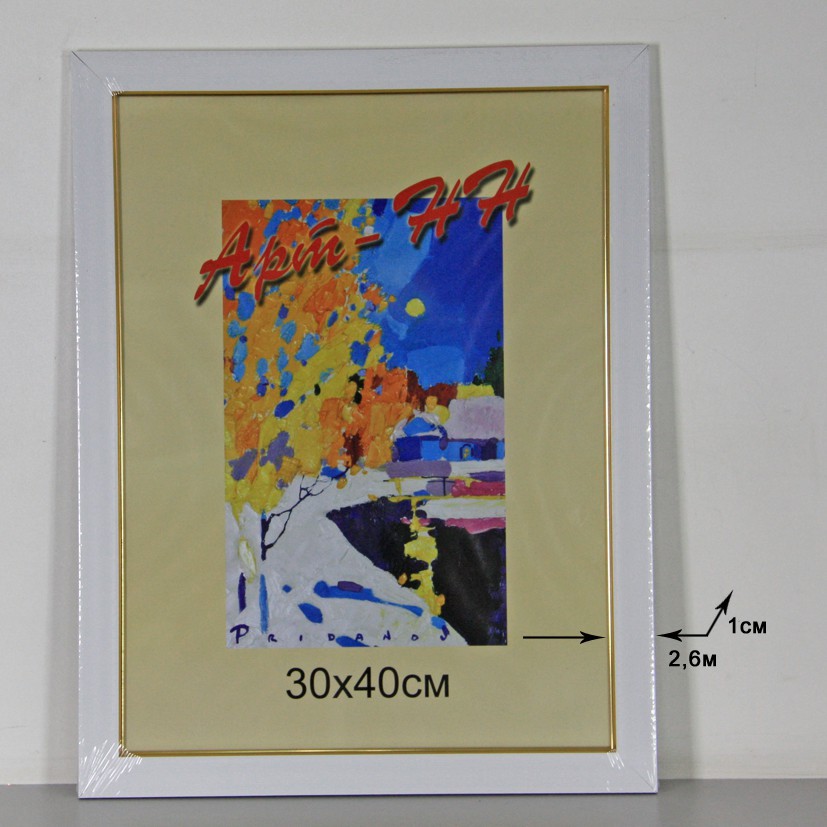 Арт-НН
PRIDANOV
30х40см
1см
2,6м